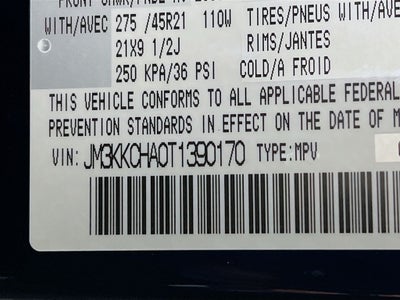 WITH/AVEC 275 /45R21 110W TIRES/PNEUS WITH/AVEC
21X9 1/2J RIMS/JANTES
250 KPA/36 PSI COLD/A FROID
THIS VEHICLE CONFORMS TO ALL APPLICABLE FEDERAL
PREVENTION STANDARDS IN EFFECT ON THE DATE OF M
VIN: JM3KKCHA0T1390170 TYPE:MPV